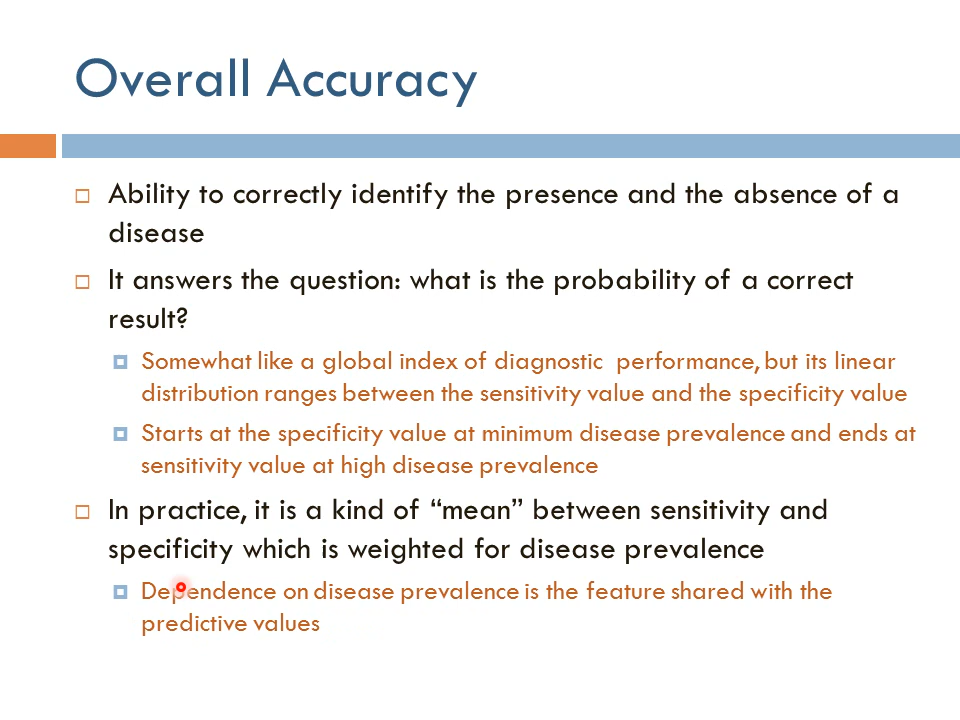 Overall Accuracy
Ability to correctly identify the presence and the absence of a
disease
It answers the question: what is the probability of a correct
result?
Somewhat like a global index of diagnostic  performance, but its linear
distribution ranges between the sensitivity value and the specificity value
Starts at the specificity value at minimum disease prevalence and ends at
sensitivity value at high disease prevalence
In practice, it is a kind of “mean” between sensitivity and
specificity which is weighted for disease prevalence
Dependence on disease prevalence is the feature shared with the
predictive values